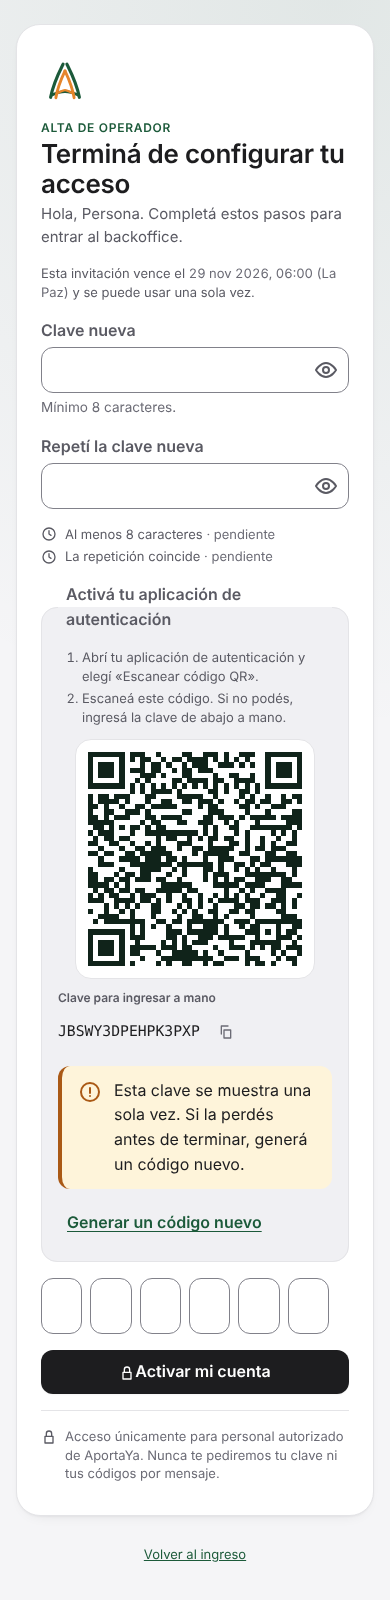 ALTA DE OPERADOR
Terminá de configurar tu
acceso
Hola, Persona. Completá estos pasos para
entrar al backoffice.
Esta invitación vence el 29 nov 2026, 06:00 (La
Paz) y se puede usar una sola vez.
Clave nueva
Mínimo 8 caracteres.
Repetí la clave nueva
Al menos 8 caracteres · pendiente
La repetición coincide · pendiente
Activá tu aplicación de
autenticación
1. Abrí tu aplicación de autenticación y
elegí «Escanear código QR».
2. Escaneá este código. Si no podés,
ingresá la clave de abajo a mano.
Clave para ingresar a mano
JBSWY3DPEHPK3PXP
Esta clave se muestra una
sola vez. Si la perdés
antes de terminar, generá
un código nuevo.
Generar un código nuevo
Activar mi cuenta
Acceso únicamente para personal autorizado
de AportaYa. Nunca te pediremos tu clave ni
tus códigos por mensaje.
Volver al ingreso